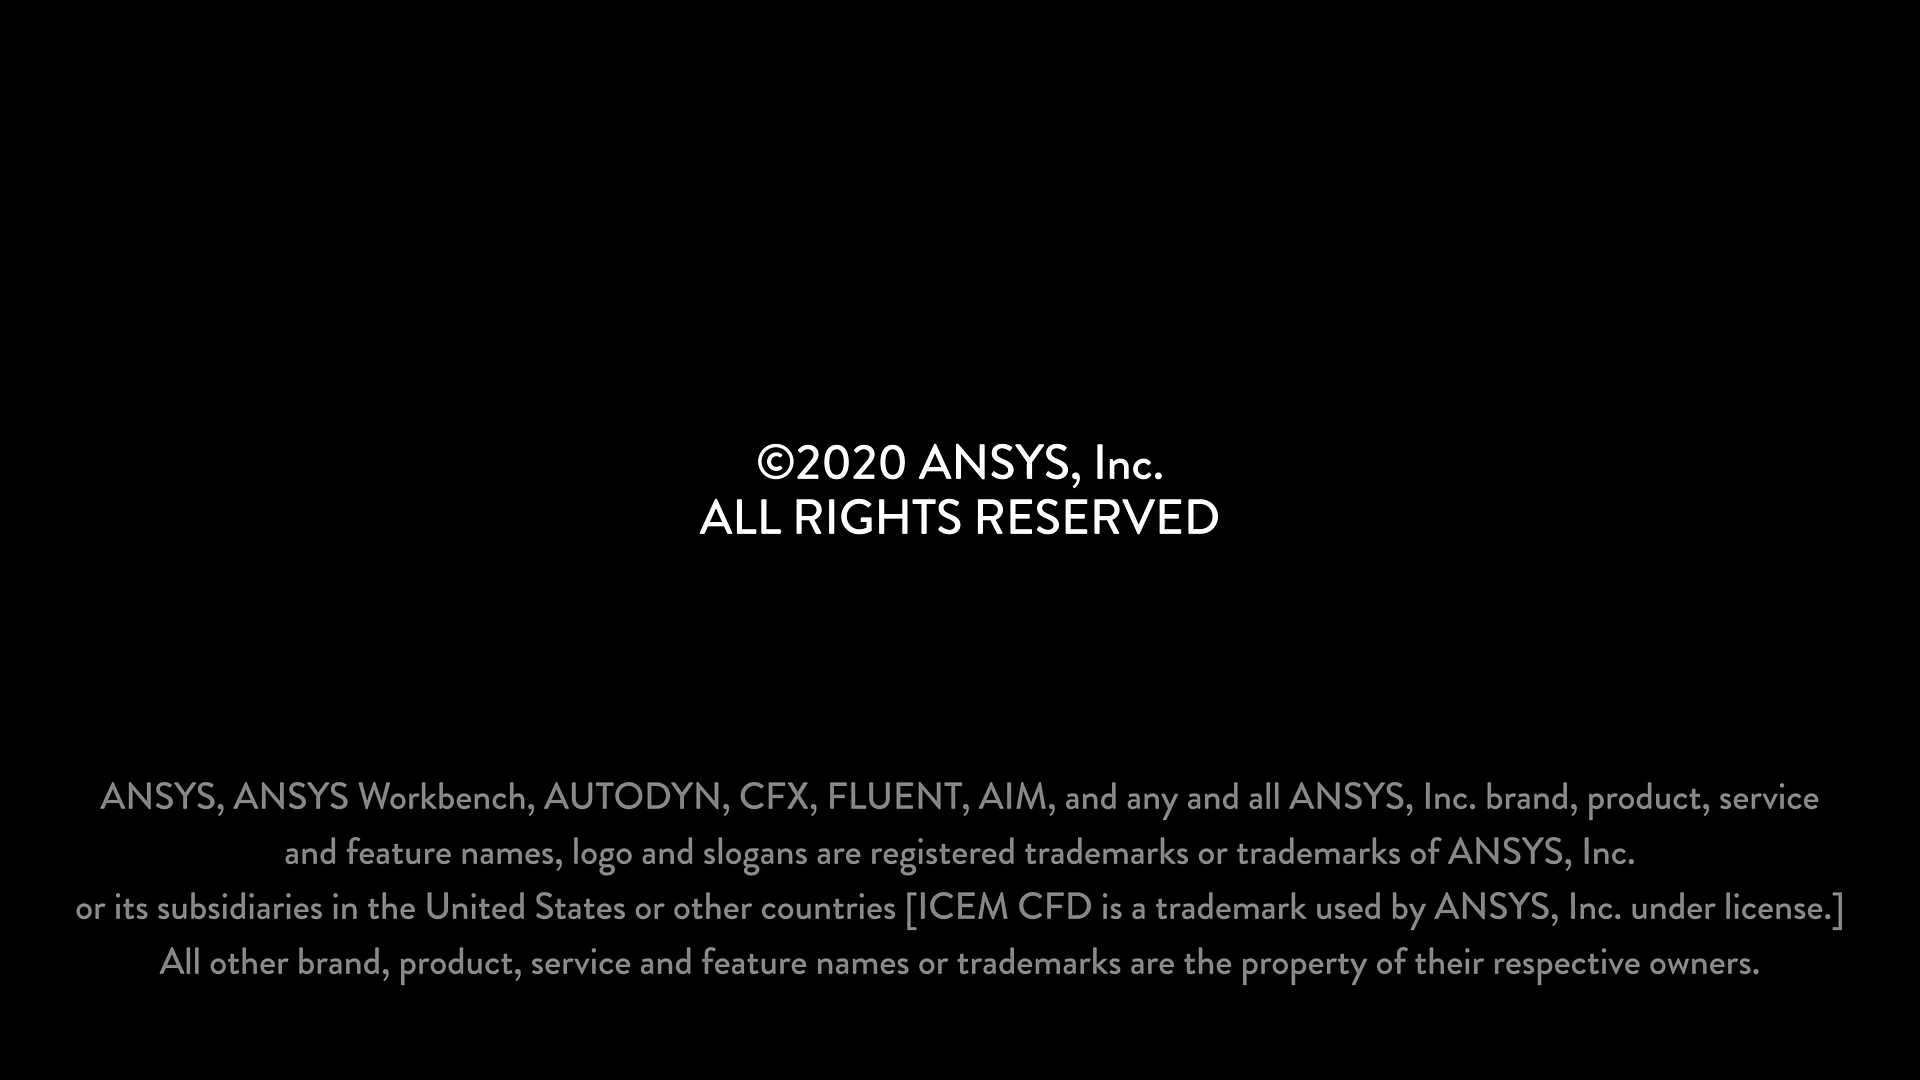 ©2020 ANSYS, Inc.
ALL RIGHTS RESERVED
ANSYS, ANSYS Workbench, AUTODYN, CFX, FLUENT, AIM, and any and all ANSYS, Inc. brand, product, service
and feature names, logo and slogans are registered trademarks or trademarks of ANSYS, Inc.
or its subsidiaries in the United States or other countries [ICEM CFD is a trademark used by ANSYS, Inc. under license.]
All other brand, product, service and feature names or trademarks are the property of their respective owners.